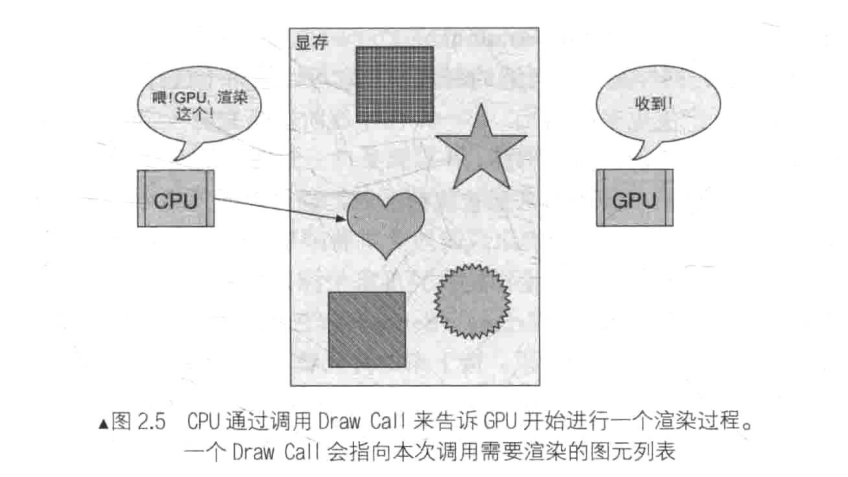 显存
喂!GPU, 渲染
这个!
收到!
CPU
GPU
▲图 2.5 CPU 通过调用 Draw Call 来告诉 GPU 开始进行一个渲染过程。
一个 Draw Call 会指向本次调用需要渲染的图元列表